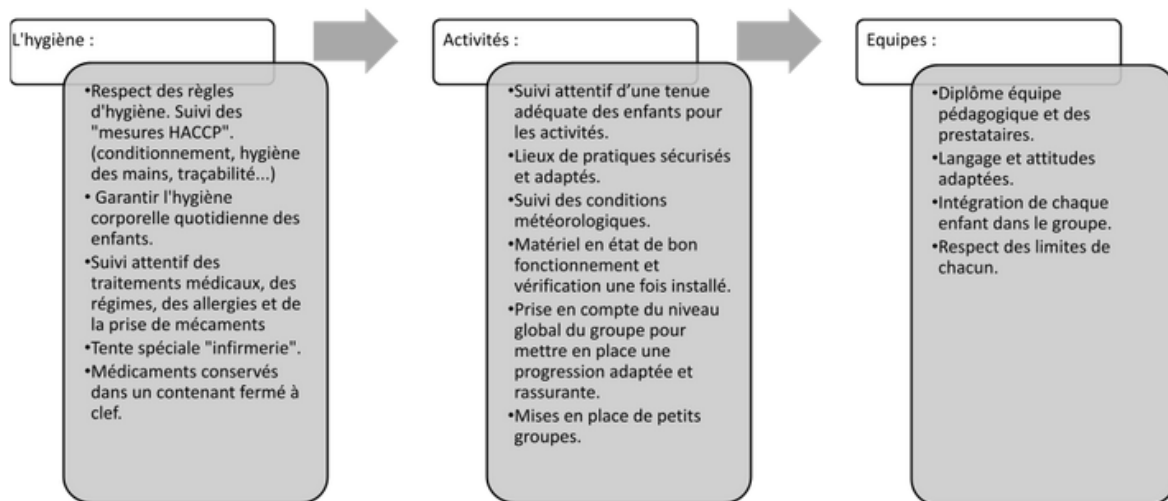 L'hygiène :
•Respect des règles
d'hygiène. Suivi des
"mesures HACCP".
(conditionnement, hygiène
des mains, traçabilité...)
• Garantir l'hygiène
corporelle quotidienne des
enfants.
•Suivi attentif des
traitements médicaux, des
régimes, des allergies et de
la prise de mécaments
•Tente spéciale "infirmerie".
•Médicaments conservés
dans un contenant fermé à
clef.
Activités :
•Suivi attentif d'une tenue
adéquate des enfants pour
les activités.
•Lieux de pratiques sécurisés
et adaptés.
•Suivi des conditions
météorologiques.
•Matériel en état de bon
fonctionnement et
vérification une fois installé.
•Prise en compte du niveau
global du groupe pour
mettre en place une
progression adaptée et
rassurante.
•Mises en place de petits
groupes.
Equipes :
•Diplôme équipe
pédagogique et des
prestataires.
•Langage et attitudes
adaptées.
•Intégration de chaque
enfant dans le groupe.
•Respect des limites de
chacun.